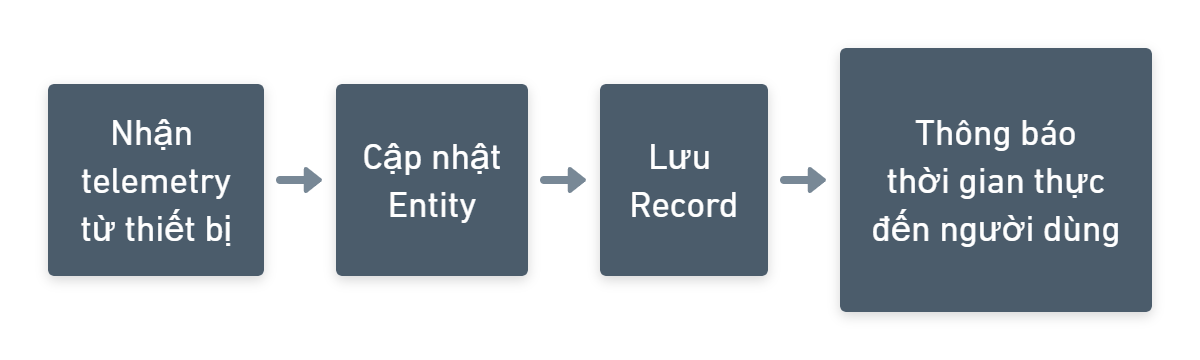 Nhận
telemetry
từ thiết bị
Cập nhật
Entity
Lưu
Record
Thông báo
thời gian thực
đến người dùng